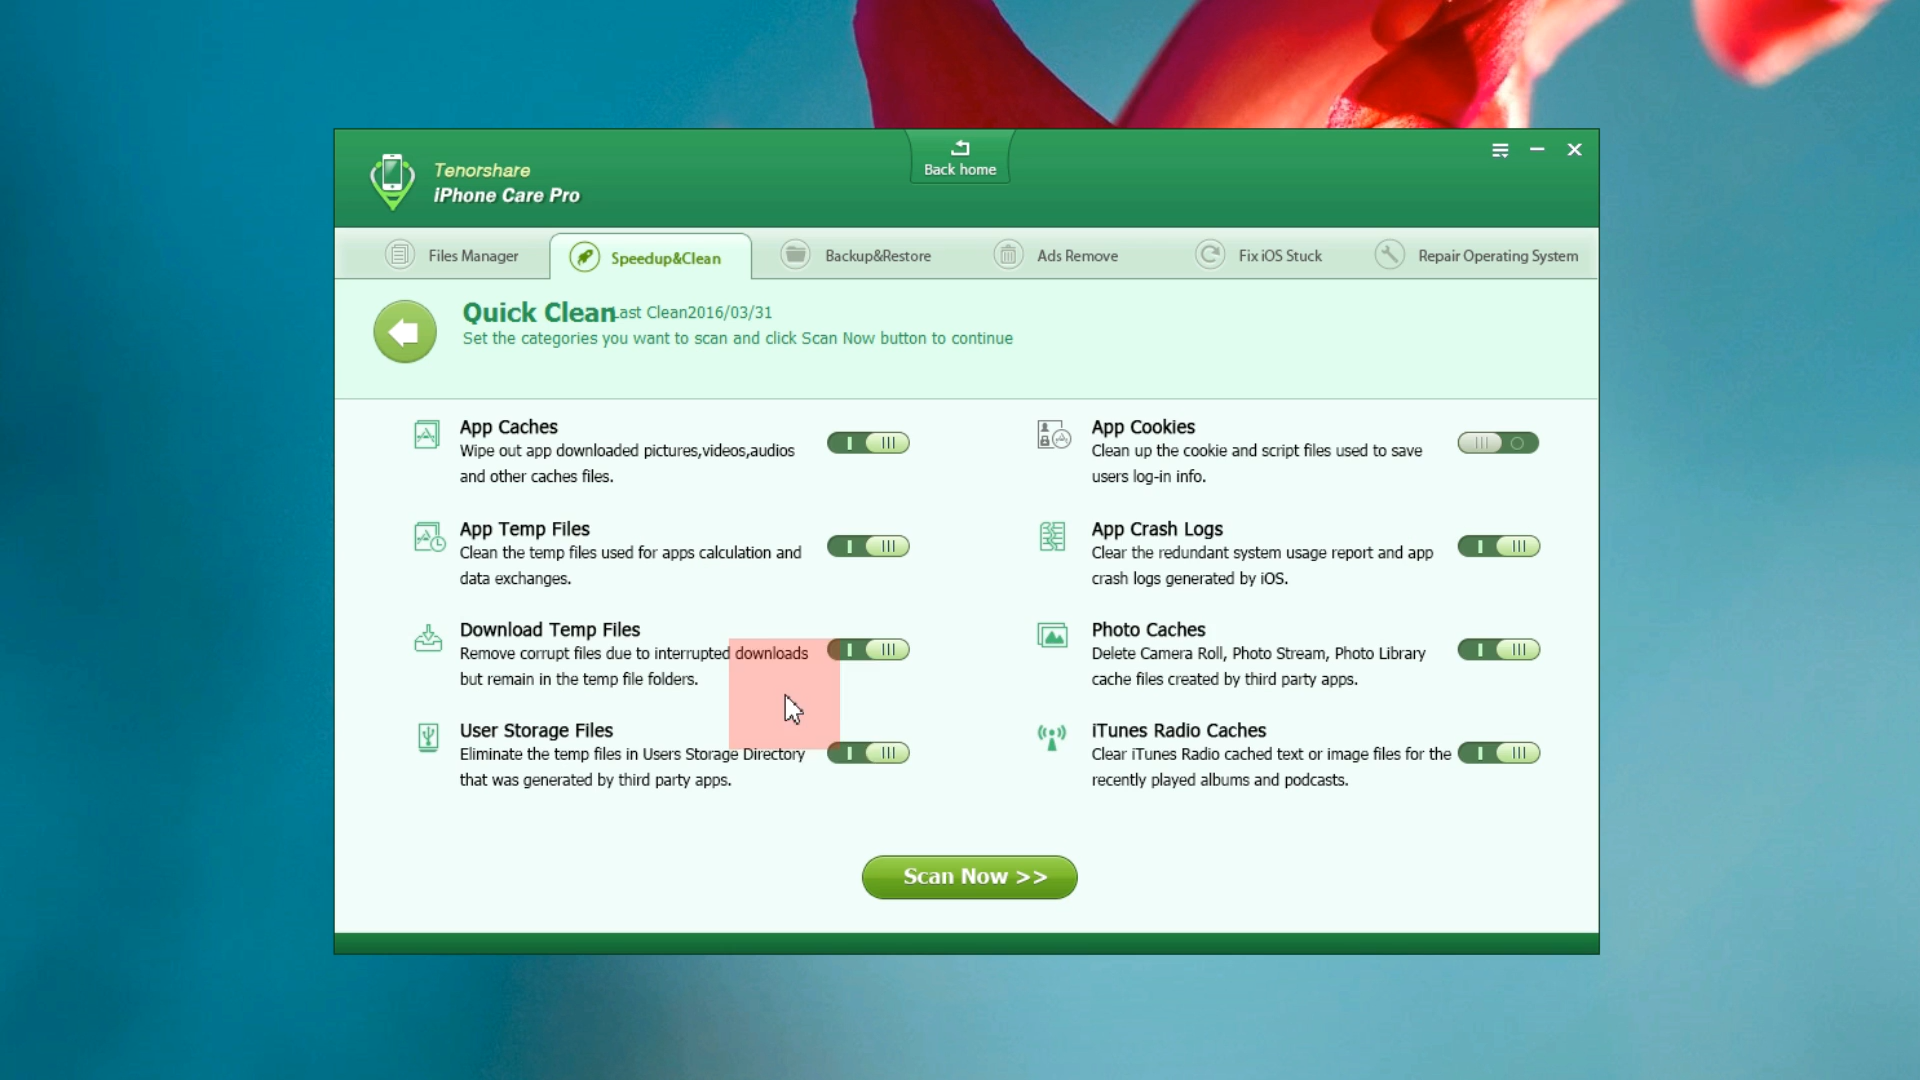 Tenorshare
iPhone Care Pro
Back home
Files Manager
Speedup&Clean
Backup&Restore
Ads Remove
Fix iOS Stuck
Repair Operating System
Quick Clean
Last Clean2016/03/31
Set the categories you want to scan and click Scan Now button to continue
App Caches
Wipe out app downloaded pictures,videos,audios
and other caches files.
App Cookies
Clean up the cookie and script files used to save
users log-in info.
App Temp Files
Clean the temp files used for apps calculation and
data exchanges.
App Crash Logs
Clear the redundant system usage report and app
crash logs generated by iOS.
Download Temp Files
Remove corrupt files due to interrupted downloads
but remain in the temp file folders.
Photo Caches
Delete Camera Roll, Photo Stream, Photo Library
cache files created by third party apps.
User Storage Files
Eliminate the temp files in Users Storage Directory
that was generated by third party apps.
iTunes Radio Caches
Clear iTunes Radio cached text or image files for the
recently played albums and podcasts.
Scan Now >>